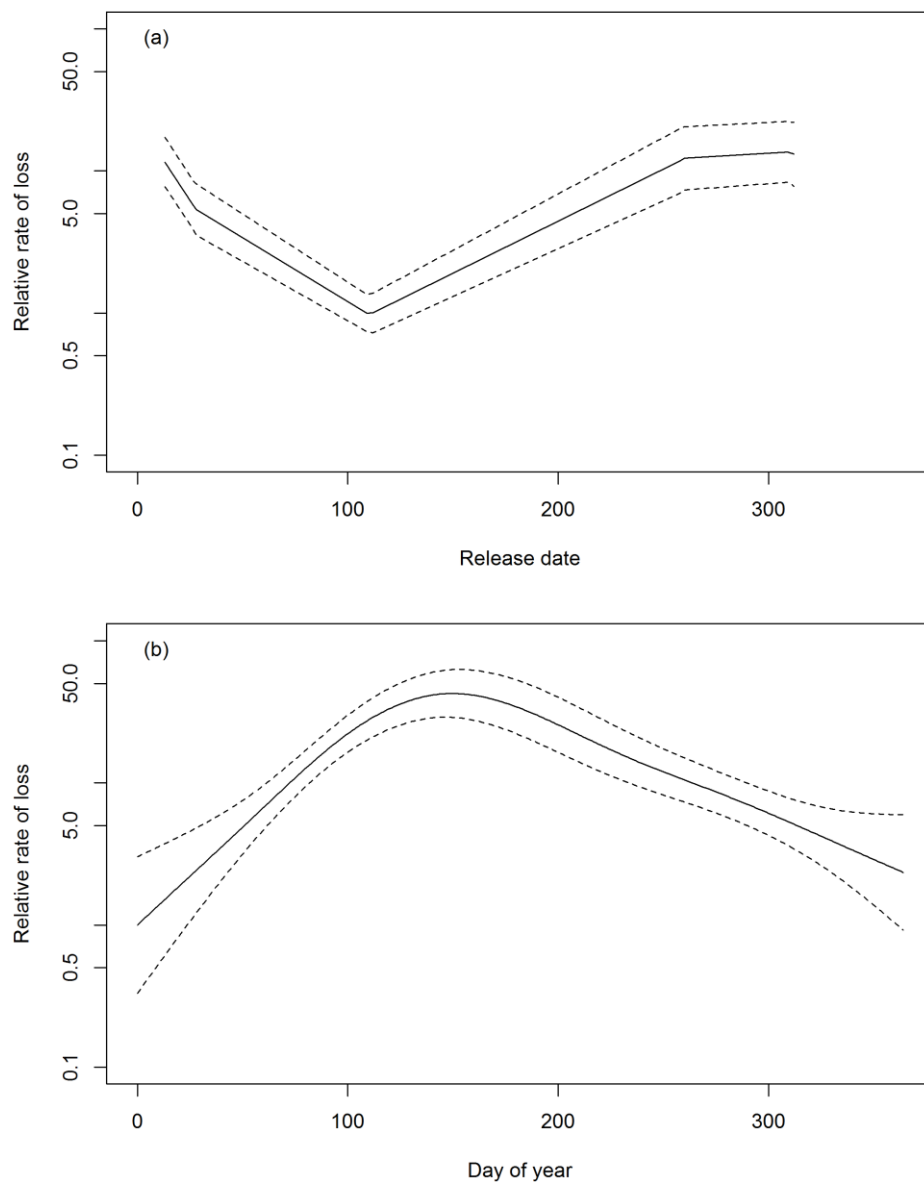 (a)
Relative rate of loss
50.0
5.0
0.5
0.1
0 100 200 300
Release date
(b)
Relative rate of loss
50.0
5.0
0.5
0.1
0 100 200 300
Day of year